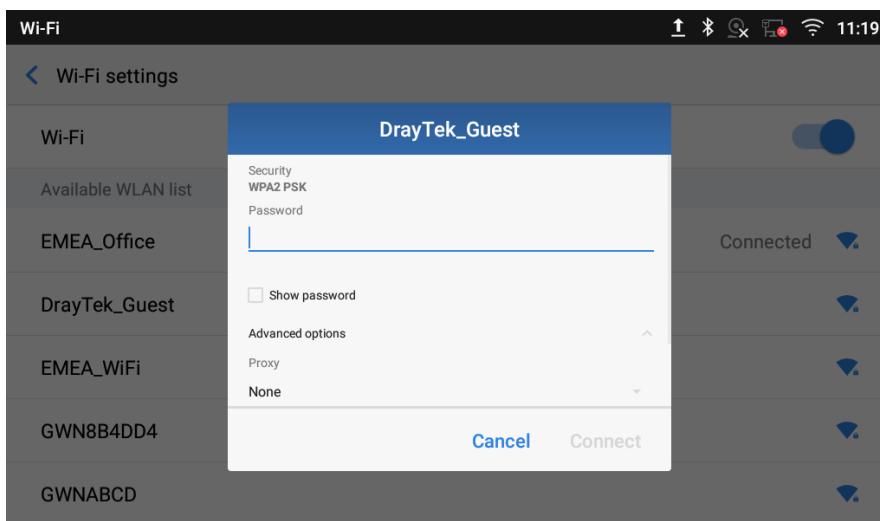 Wi-Fi 11:19
Wi-Fi settings
Wi-Fi
Available WLAN list
EMEA_Office Connected
DrayTek_Guest
EMEA_WiFi
GWN8B4DD4
GWNABCD
DrayTek_Guest
Security
WPA2 PSK
Password
Show password
Advanced options
Proxy
None
Cancel Connect